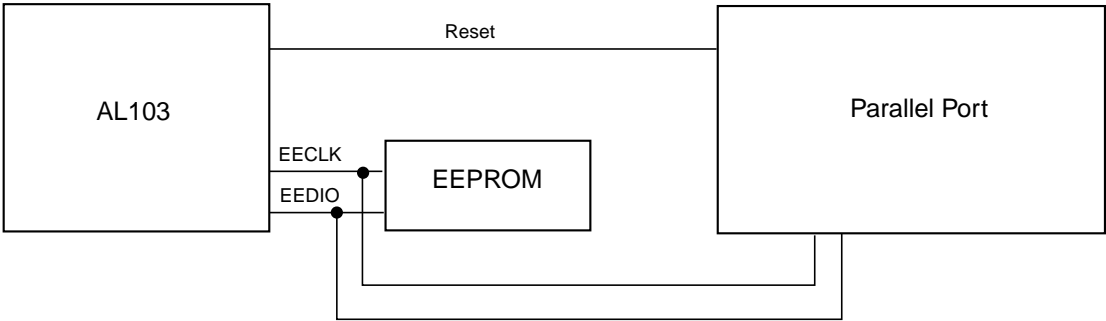 Reset
AL103
Parallel Port
EECLK
EEPROM
EEDIO